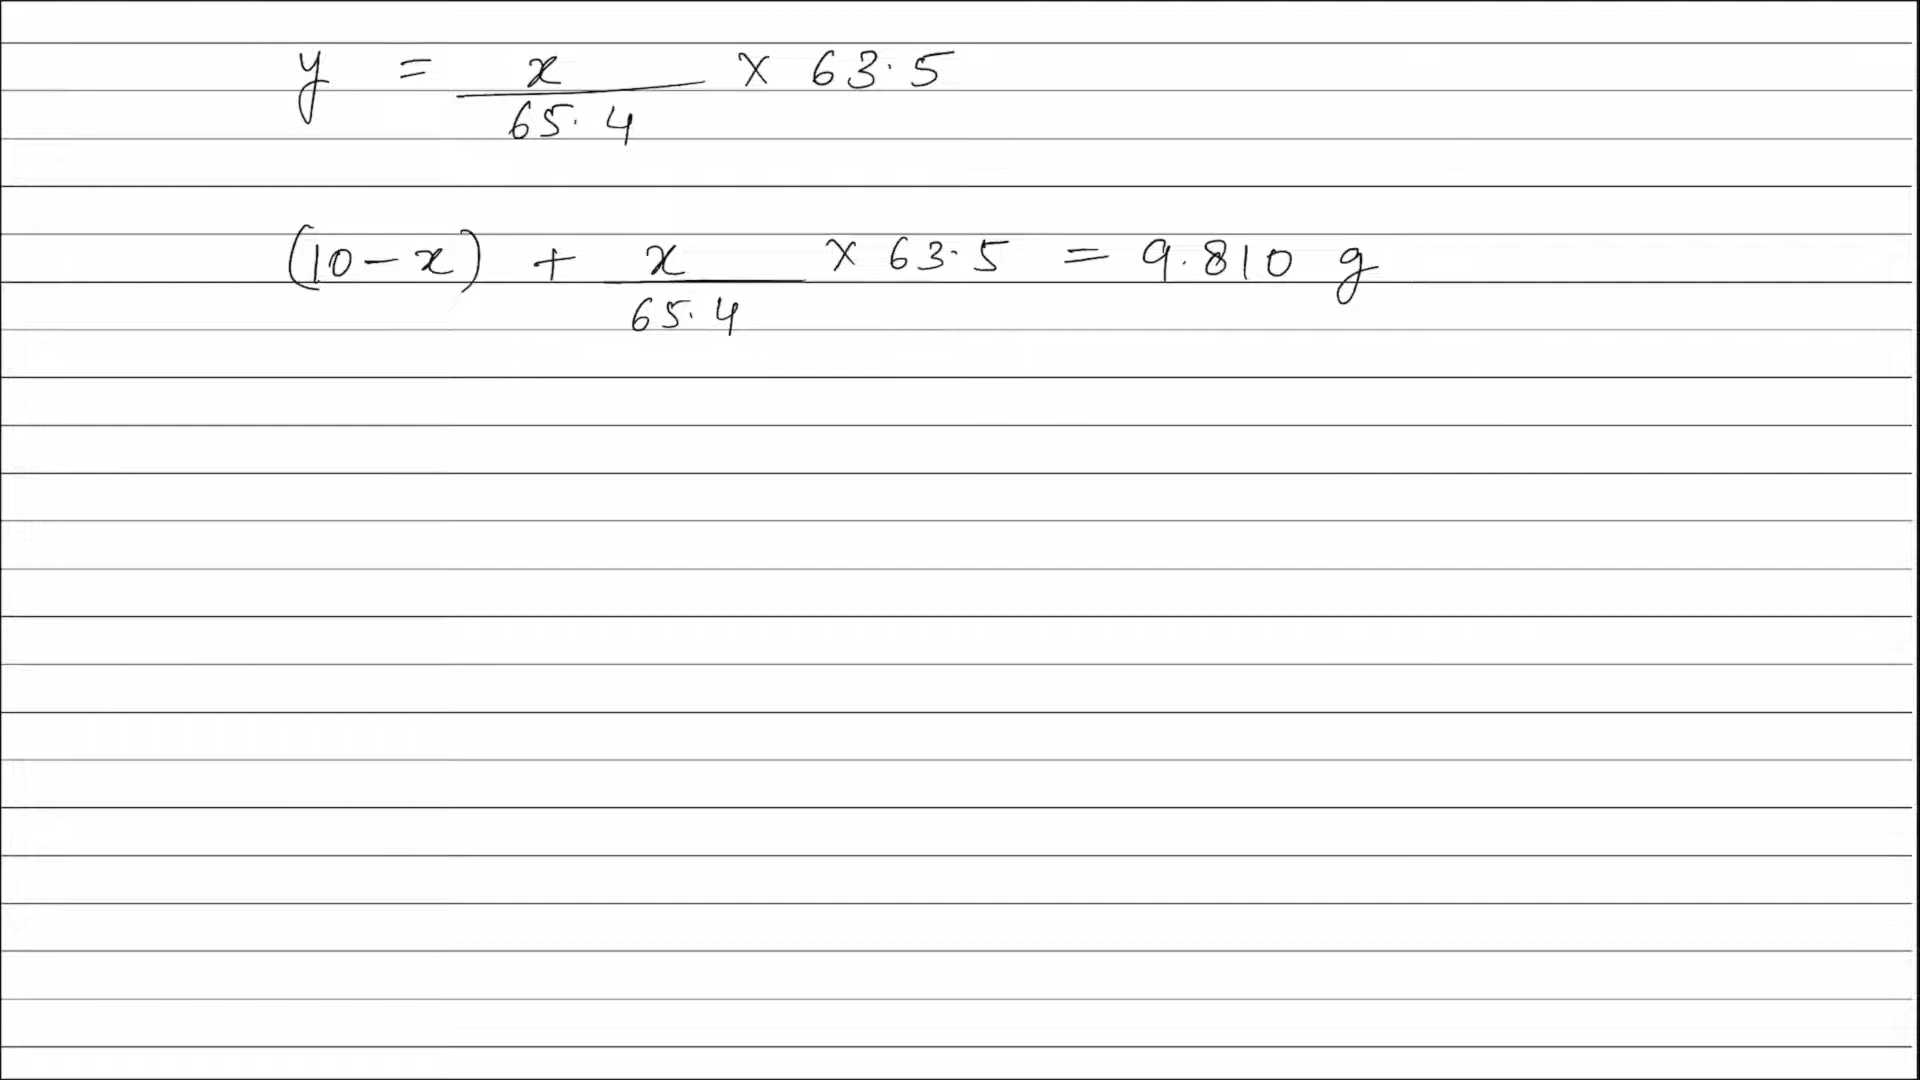 y = x/65.4 × 63.5
(10 - x) + x/65.4 × 63.5 = 9.810 g